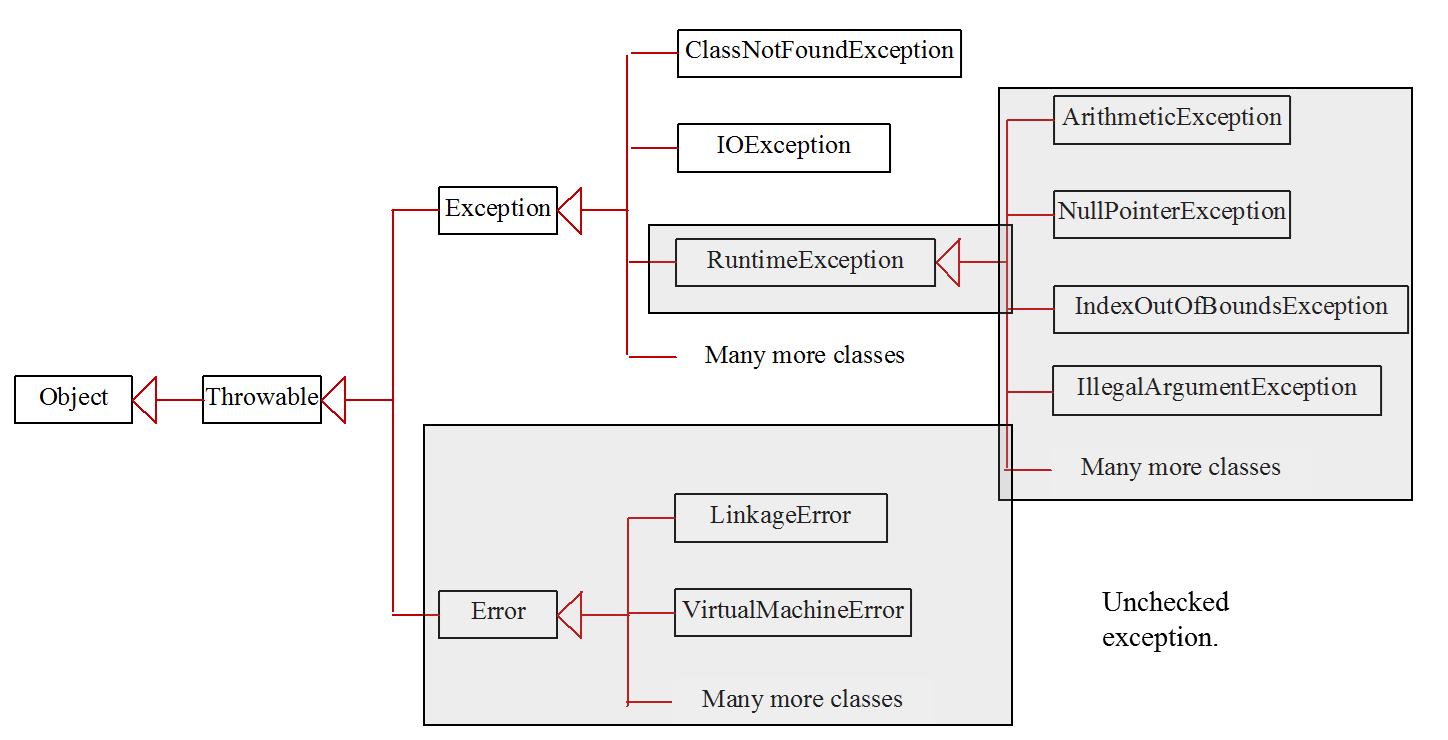 ClassNotFoundException
IOException
Exception
RuntimeException
Many more classes
ArithmeticException
NullPointerException
IndexOutOfBoundsException
IllegalArgumentException
Many more classes
Object
Throwable
LinkageError
Error
VirtualMachineError
Many more classes
Unchecked
exception.